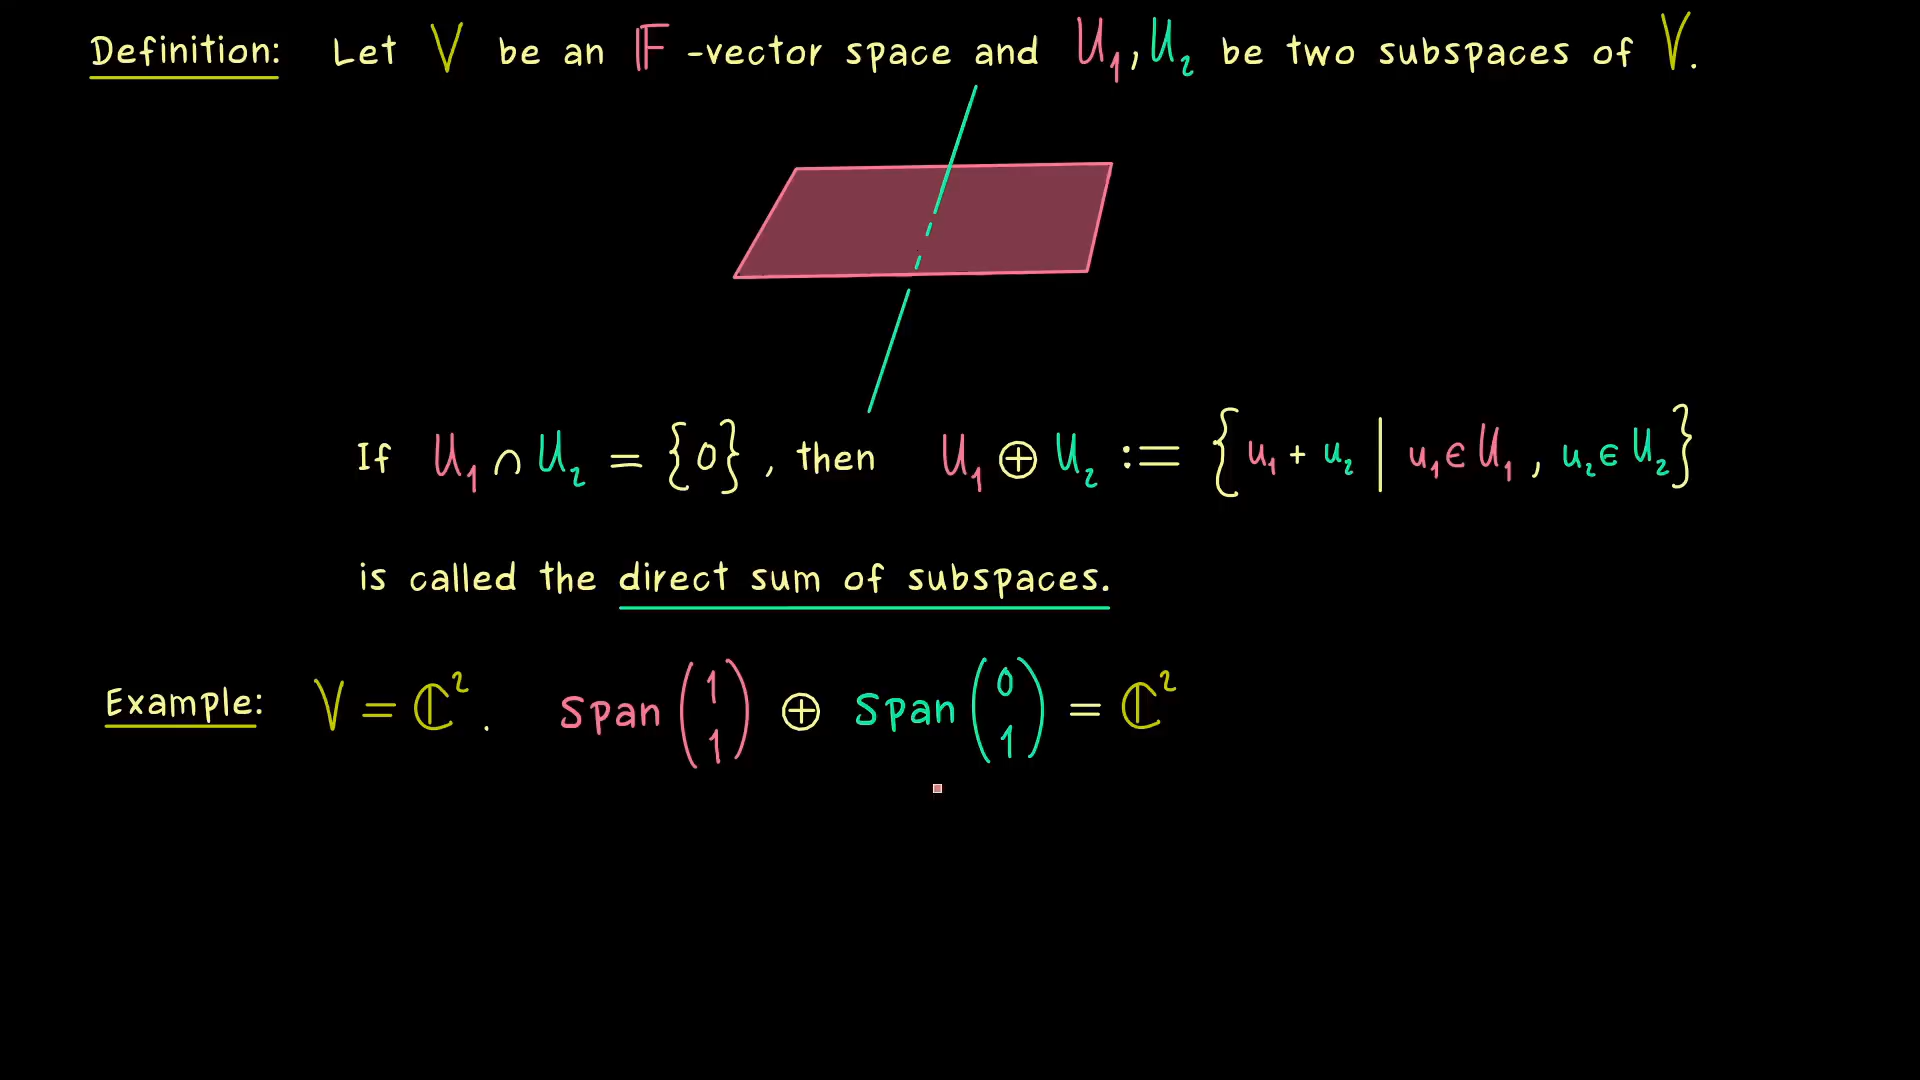 Definition: Let V be an 𝔽-vector space and U₁, U₂ be two subspaces of V.
If U₁ ∩ U₂ = {0}, then U₁ ⊕ U₂ := {u₁ + u₂ | u₁ ∈ U₁, u₂ ∈ U₂}
is called the direct sum of subspaces.
Example: V = ℂ². Span (1 1) ⊕ Span (0 1) = ℂ²